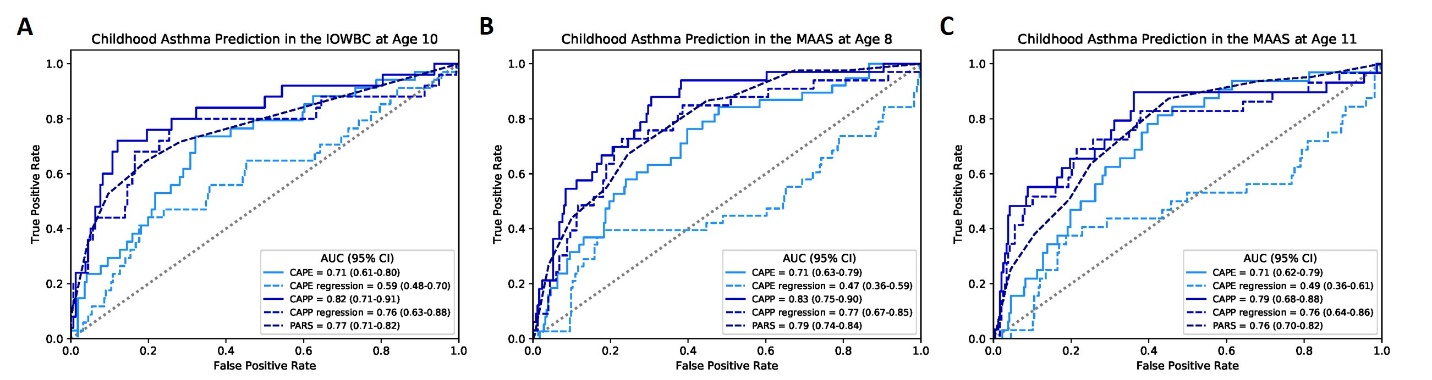 A
Childhood Asthma Prediction in the IOWBC at Age 10
True Positive Rate
1.0
0.8
0.6
0.4
0.2
0.0
AUC (95% CI)
CAPE = 0.71 (0.61-0.80)
CAPE regression = 0.59 (0.48-0.70)
CAPP = 0.82 (0.71-0.91)
CAPP regression = 0.76 (0.63-0.88)
PARS = 0.77 (0.71-0.82)
0.0 0.2 0.4 0.6 0.8 1.0
False Positive Rate
B
Childhood Asthma Prediction in the MAAS at Age 8
True Positive Rate
1.0
0.8
0.6
0.4
0.2
0.0
AUC (95% CI)
CAPE = 0.71 (0.63-0.79)
CAPE regression = 0.47 (0.36-0.59)
CAPP = 0.83 (0.75-0.90)
CAPP regression = 0.77 (0.67-0.85)
PARS = 0.79 (0.74-0.84)
0.0 0.2 0.4 0.6 0.8 1.0
False Positive Rate
C
Childhood Asthma Prediction in the MAAS at Age 11
True Positive Rate
1.0
0.8
0.6
0.4
0.2
0.0
AUC (95% CI)
CAPE = 0.71 (0.62-0.79)
CAPE regression = 0.49 (0.36-0.61)
CAPP = 0.79 (0.68-0.88)
CAPP regression = 0.76 (0.64-0.86)
PARS = 0.76 (0.70-0.82)
0.0 0.2 0.4 0.6 0.8 1.0
False Positive Rate